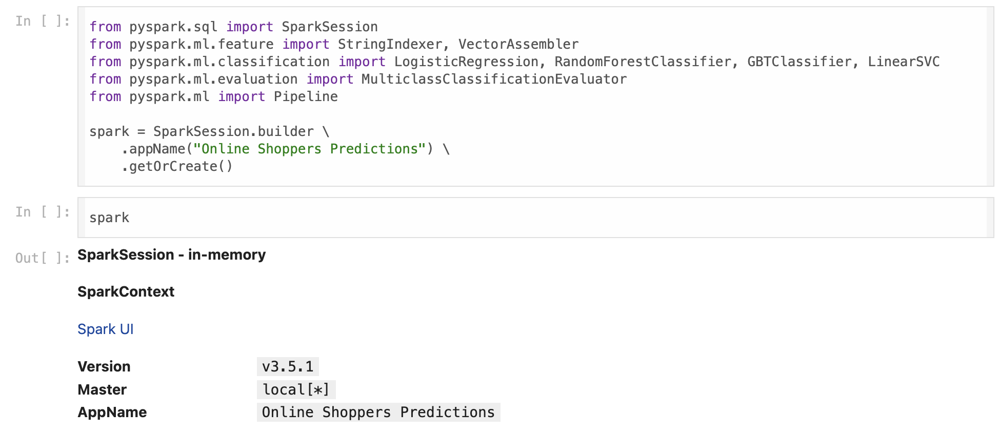 In [ ]:
from pyspark.sql import SparkSession
from pyspark.ml.feature import StringIndexer, VectorAssembler
from pyspark.ml.classification import LogisticRegression, RandomForestClassifier, GBTClassifier, LinearSVC
from pyspark.ml.evaluation import MulticlassClassificationEvaluator
from pyspark.ml import Pipeline

spark = SparkSession.builder \
    .appName("Online Shoppers Predictions") \
    .getOrCreate()
In [ ]:
spark
Out[ ]:
SparkSession - in-memory
SparkContext
Spark UI
Version v3.5.1
Master local[*]
AppName Online Shoppers Predictions